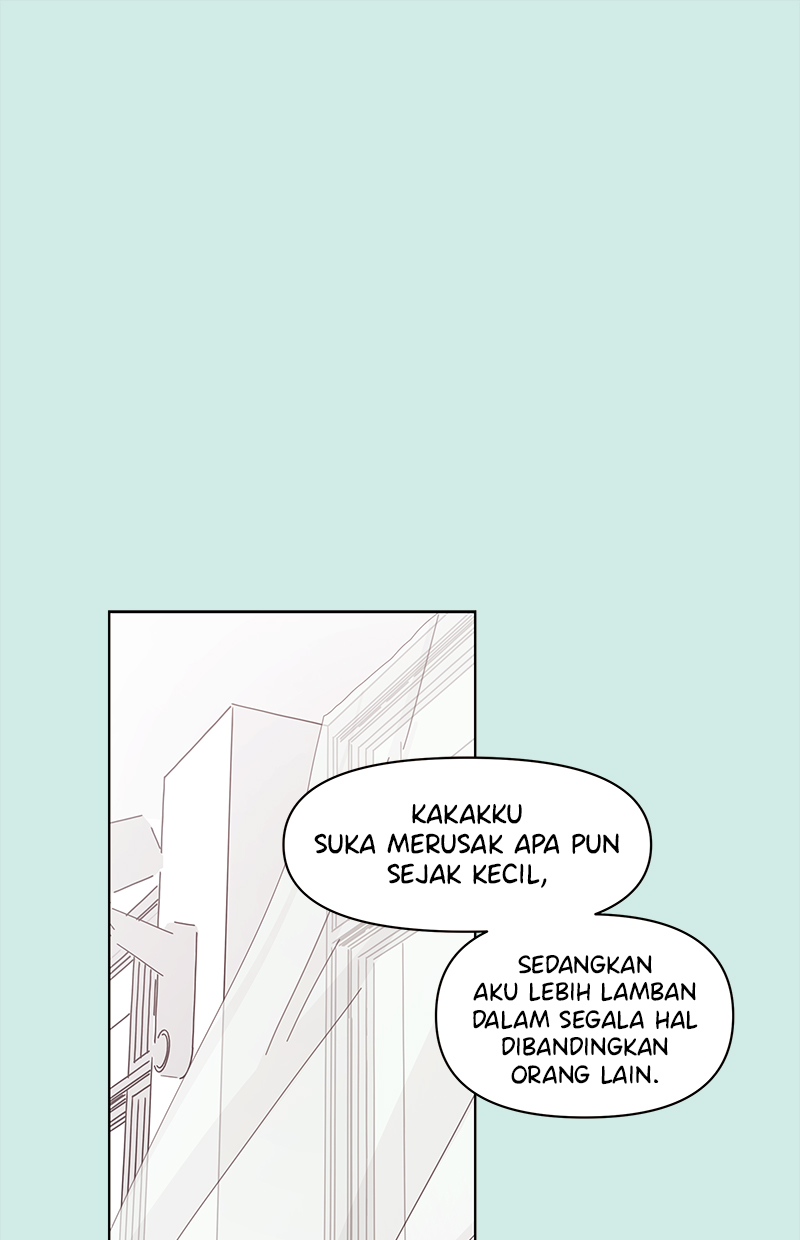 KAKAKKU
SUKA MERUSAK APA PUN
SEJAK KECIL,
SEDANGKAN
AKU LEBIH LAMBAN
DALAM SEGALA HAL
DIBANDINGKAN
ORANG LAIN.